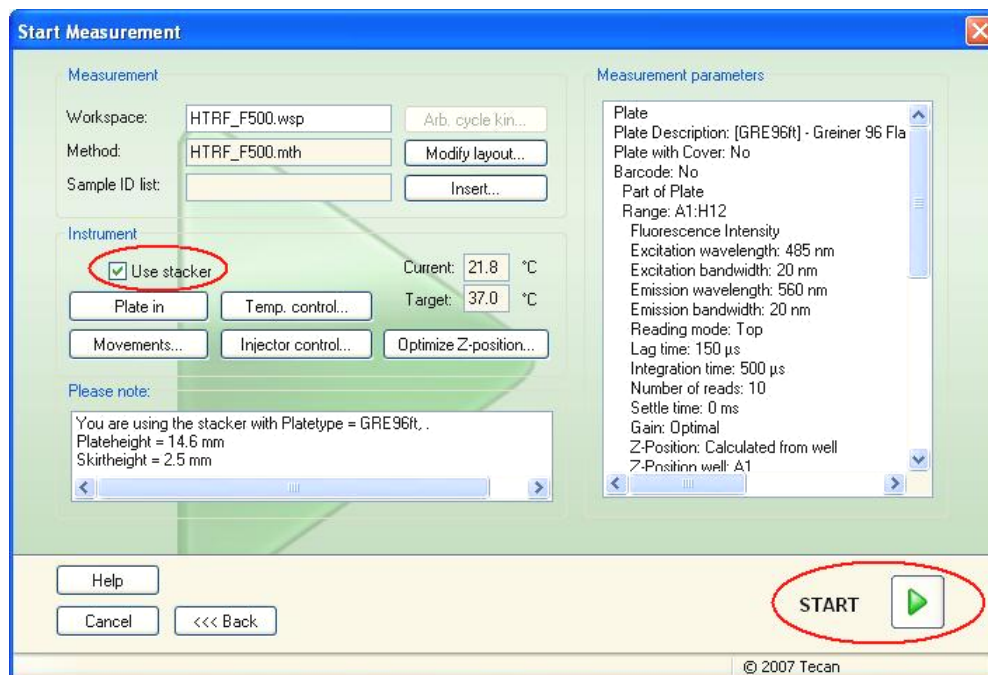 Start Measurement
Measurement
Workspace: HTRF_F500.wsp Arb. cycle kin...
Method: HTRF_F500.mth Modify layout...
Sample ID list: Insert...
Instrument
Use stacker Current: 21.8 °C
Plate in Temp. control... Target: 37.0 °C
Movements... Injector control... Optimize Z-position...
Please note:
You are using the stacker with Platetype = GRE96ft, .
Plateheight = 14.6 mm
Skirtheight = 2.5 mm
Measurement parameters
Plate
Plate Description: [GRE96ft] - Greiner 96 Fla
Plate with Cover: No
Barcode: No
Part of Plate
Range: A1:H12
Fluorescence Intensity
Excitation wavelength: 485 nm
Excitation bandwidth: 20 nm
Emission wavelength: 560 nm
Emission bandwidth: 20 nm
Reading mode: Top
Lag time: 150 µs
Integration time: 500 µs
Number of reads: 10
Settle time: 0 ms
Gain: Optimal
Z-Position: Calculated from well
Z-Position well: A1
Help
Cancel <<< Back
START
© 2007 Tecan